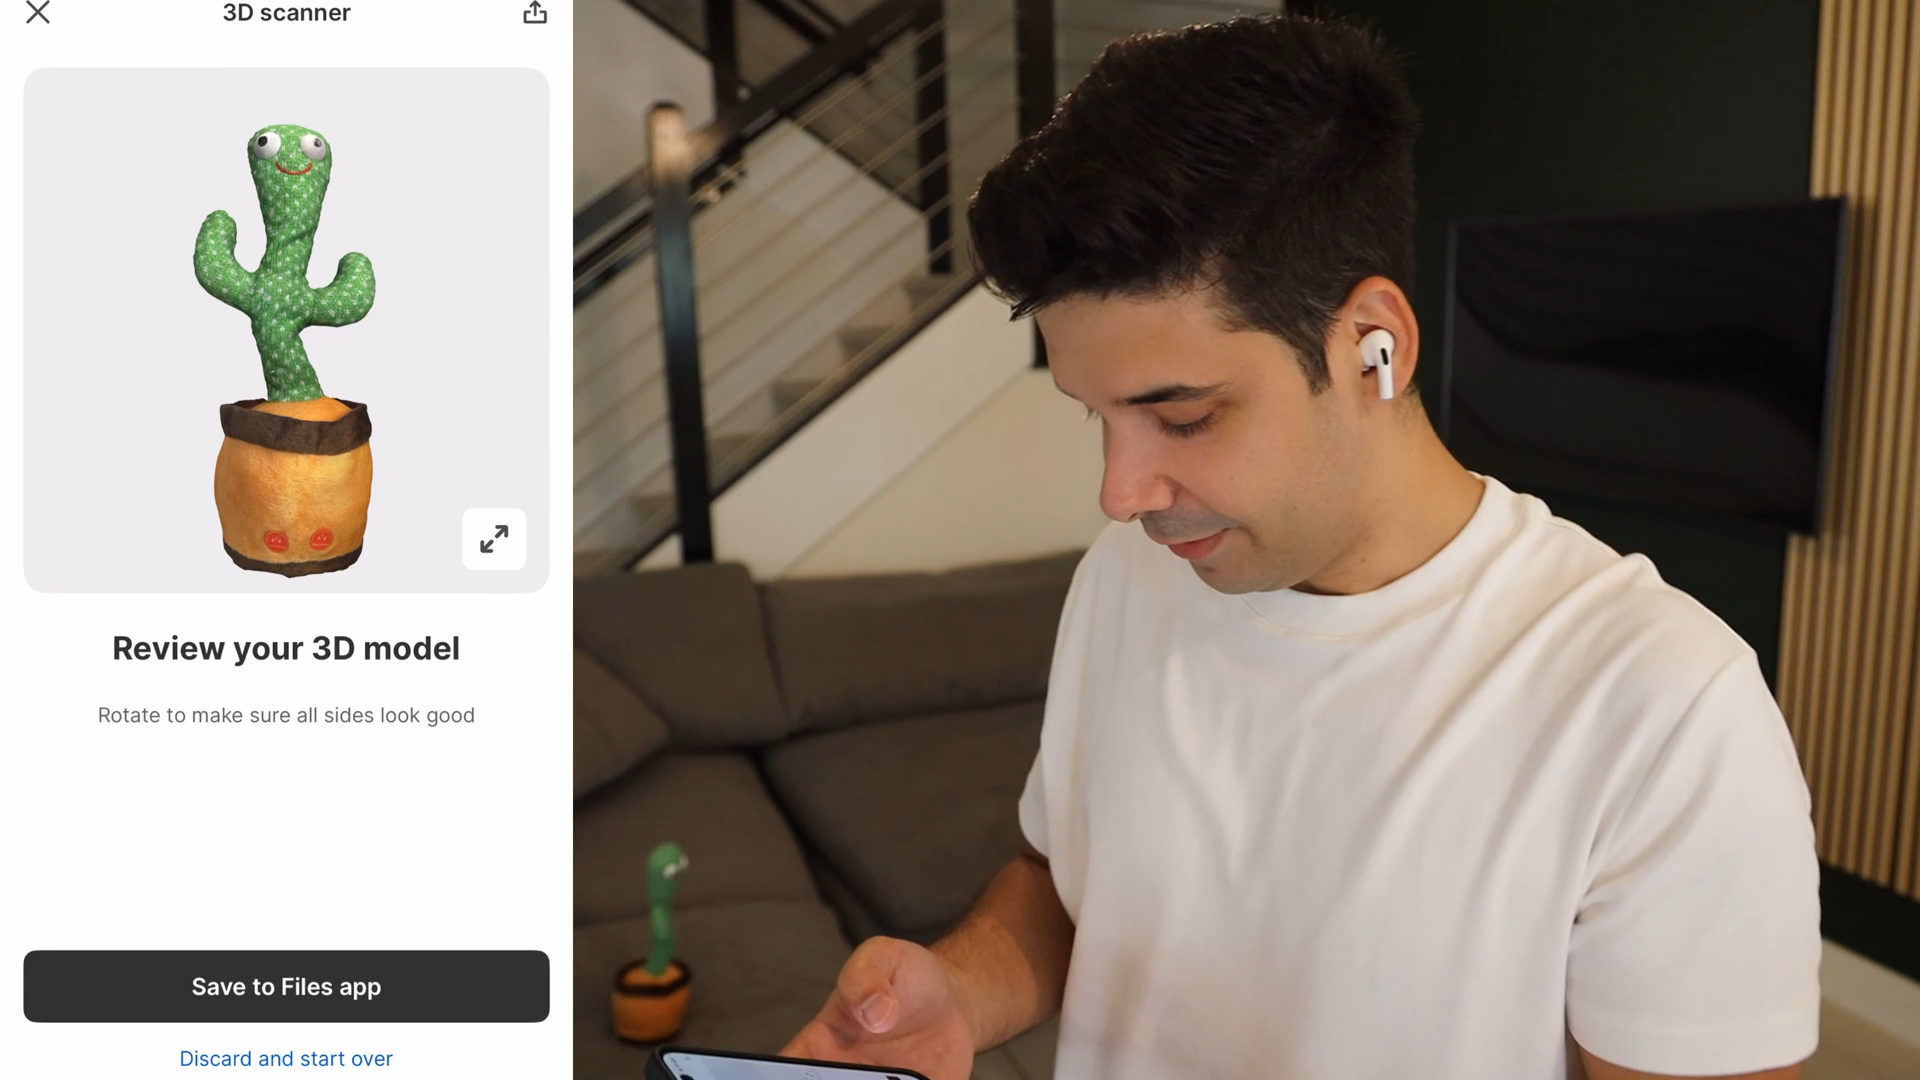 3D scanner
Review your 3D model
Rotate to make sure all sides look good
Save to Files app
Discard and start over